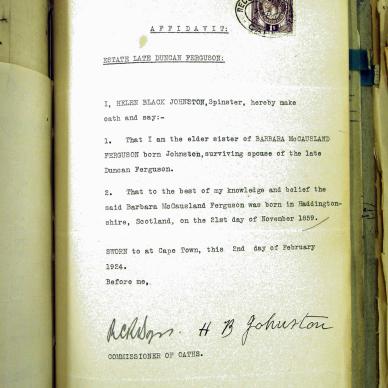 AFFIDAVIT:
ESTATE LATE DUNCAN FERGUSON:
I, HELEN BLACK JOHNSTON, Spinster, hereby make
oath and say:-
1. That I am the elder sister of BARBARA McCAUSLAND
FERGUSON born Johnston, surviving spouse of the late
Duncan Ferguson.
2. That to the best of my knowledge and belief the
said Barbara McCausland Ferguson was born in Haddington-
shire, Scotland, on the 21st day of November 1859.
SWORN to at Cape Town, this 2nd day of February
1924.
Before me,
H B Johnston
COMMISSIONER OF OATHS.